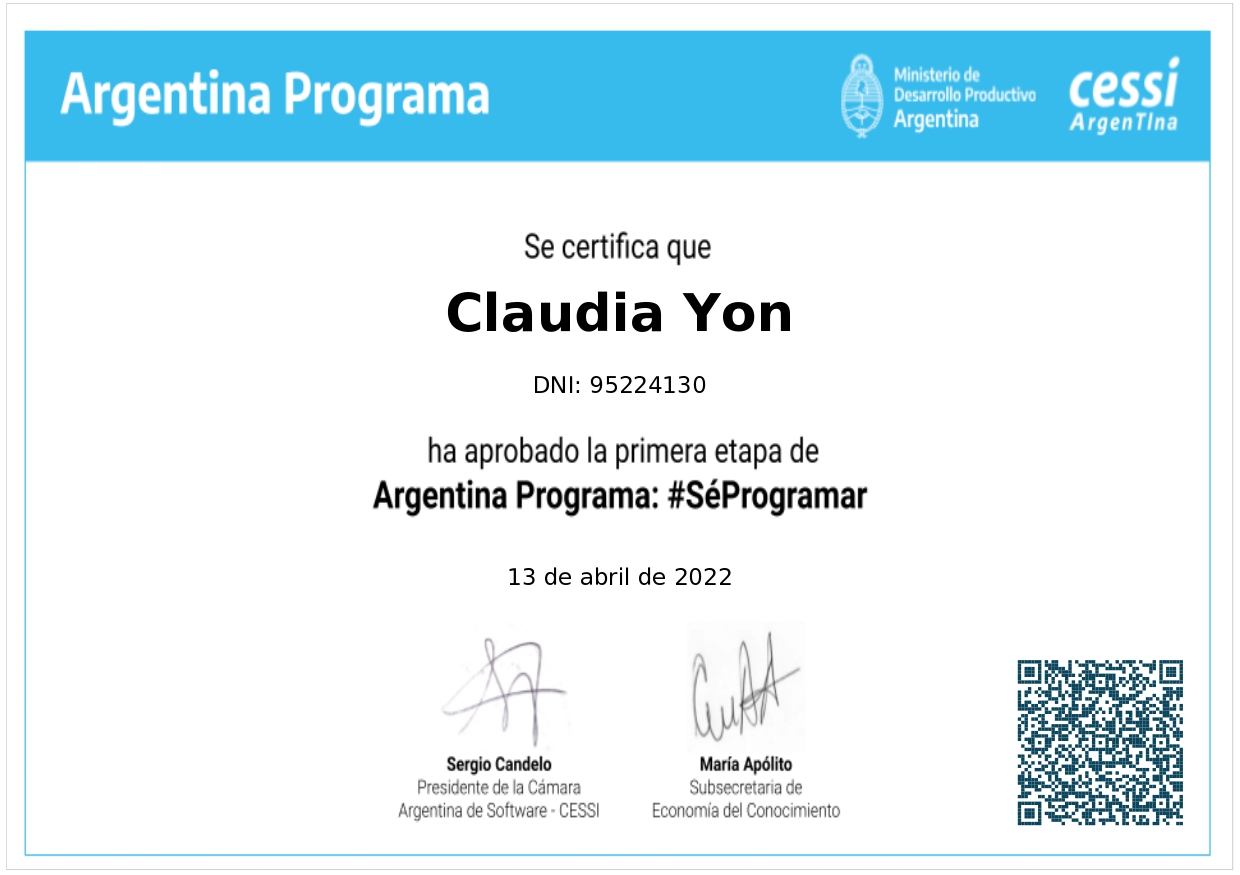 Argentina Programa
Ministerio de
Desarrollo Productivo
Argentina
cessi
ArgenTIna
Se certifica que
Claudia Yon
DNI: 95224130
ha aprobado la primera etapa de
Argentina Programa: #SéProgramar
13 de abril de 2022
Sergio Candelo
Presidente de la Cámara
Argentina de Software - CESSI
María Apólito
Subsecretaria de
Economía del Conocimiento